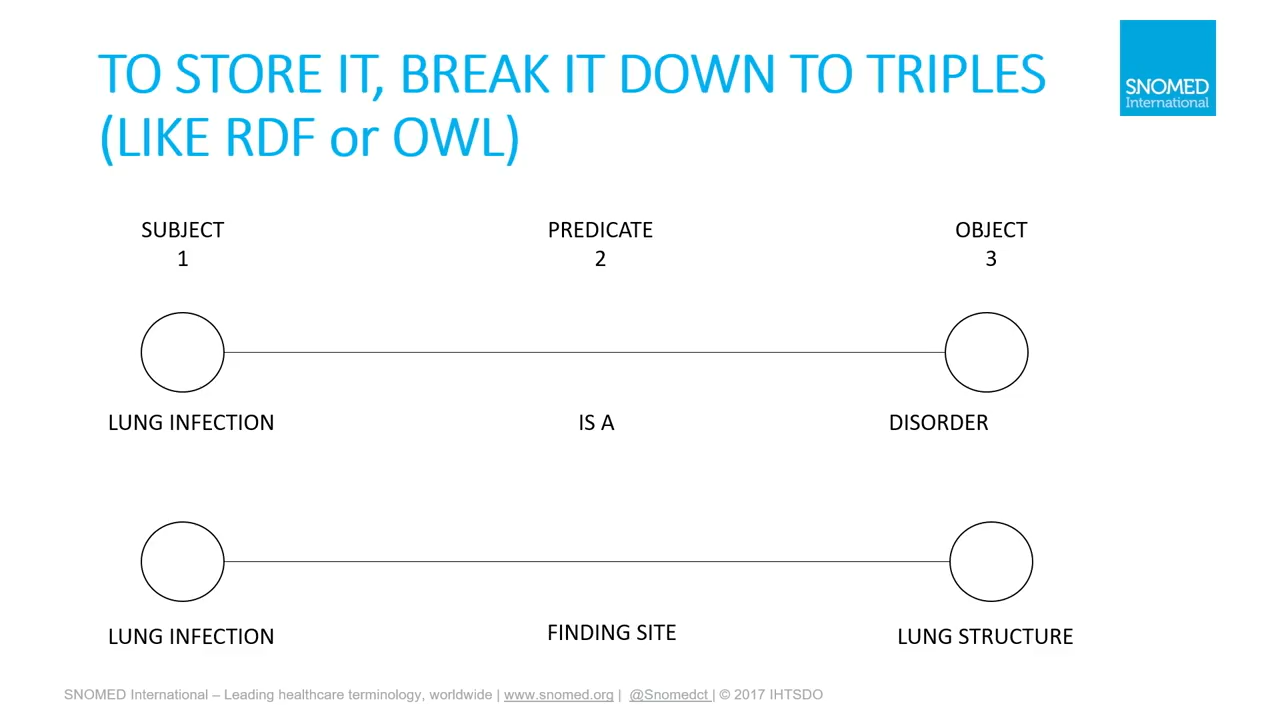 TO STORE IT, BREAK IT DOWN TO TRIPLES
(LIKE RDF or OWL)
SNOMED
International
SUBJECT
1
PREDICATE
2
OBJECT
3
LUNG INFECTION
IS A
DISORDER
LUNG INFECTION
FINDING SITE
LUNG STRUCTURE
SNOMED International – Leading healthcare terminology, worldwide | www.snomed.org | @Snomedct | © 2017 IHTSDO